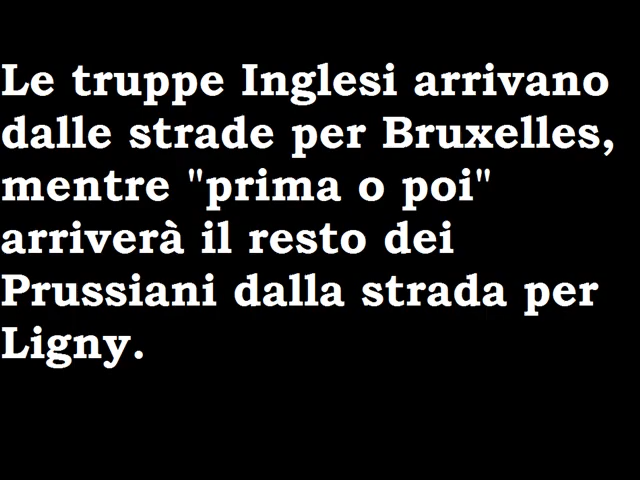 Le truppe Inglesi arrivano
dalle strade per Bruxelles,
mentre "prima o poi"
arriverà il resto dei
Prussiani dalla strada per
Ligny.